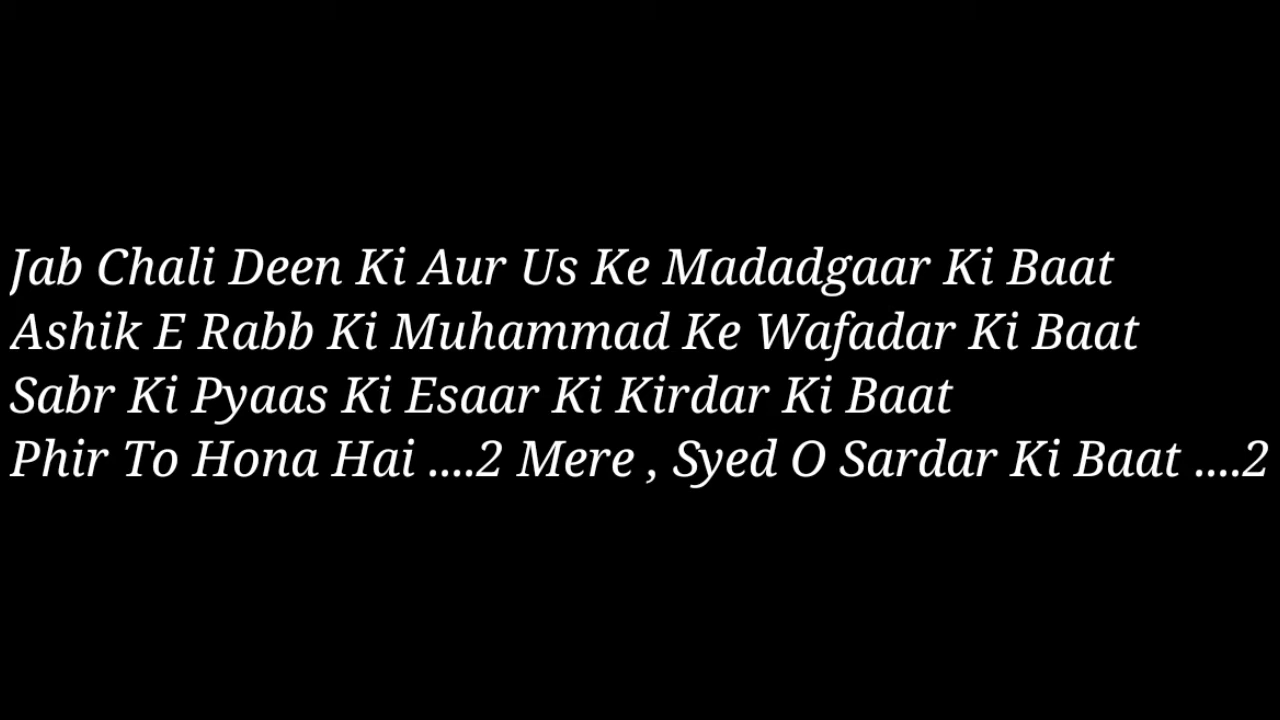 Jab Chali Deen Ki Aur Us Ke Madadgaar Ki Baat
Ashik E Rabb Ki Muhammad Ke Wafadar Ki Baat
Sabr Ki Pyaas Ki Esaar Ki Kirdar Ki Baat
Phir To Hona Hai ....2 Mere , Syed O Sardar Ki Baat ....2